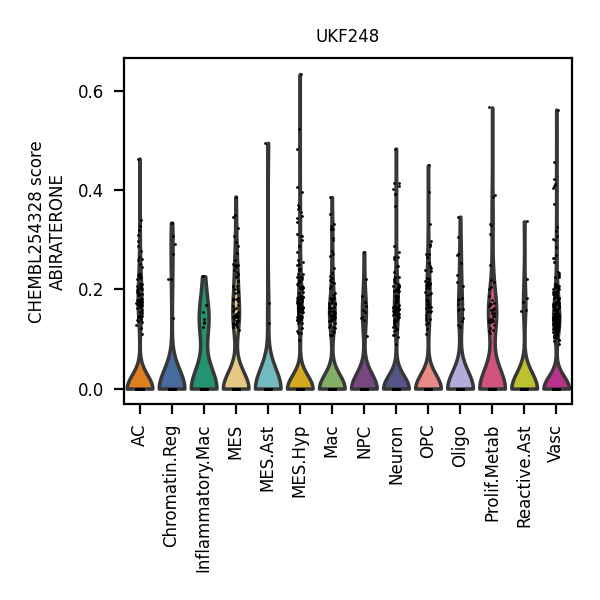 UKF248
CHEMBL254328 score
ABIRATERONE
0.6
0.4
0.2
0.0
AC
Chromatin.Reg
Inflammatory.Mac
MES
MES.Ast
MES.Hyp
Mac
NPC
Neuron
OPC
Oligo
Prolif.Metab
Reactive.Ast
Vasc